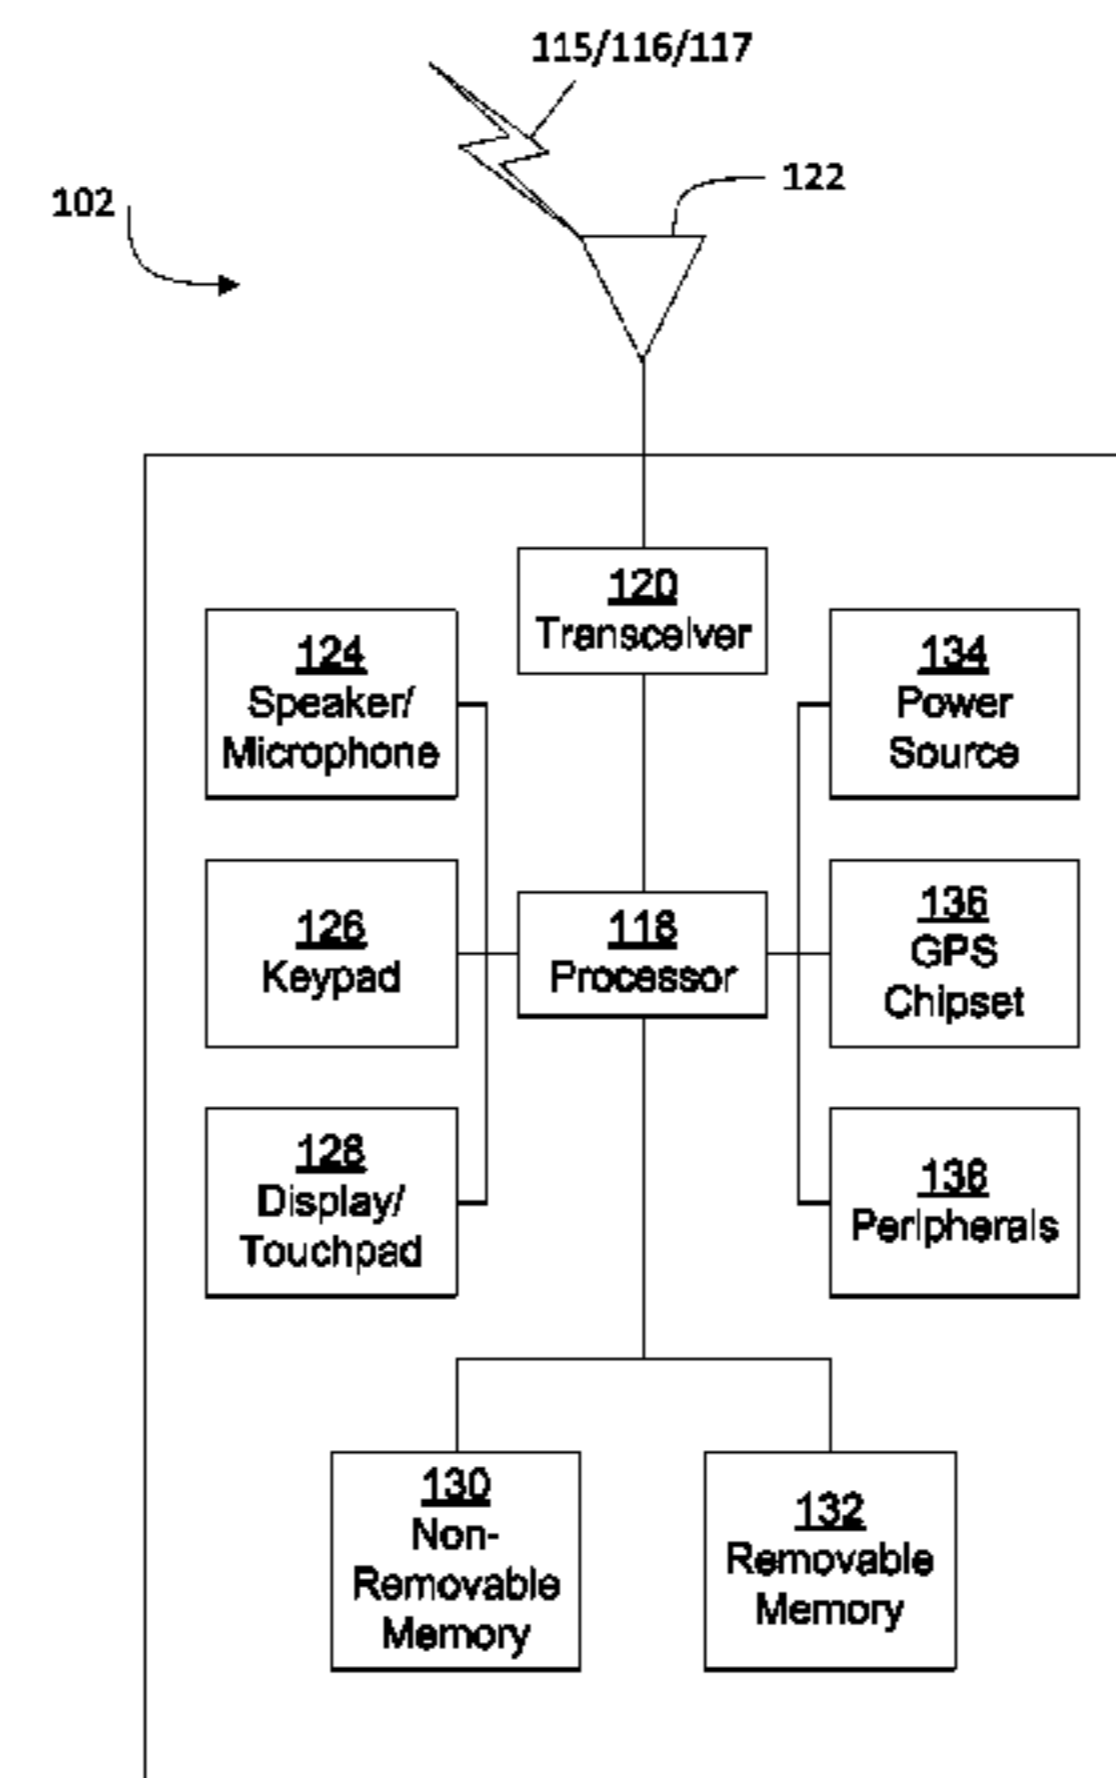 115/116/117
122
102
120
Transceiver
124
Speaker/
Microphone
134
Power
Source
126
Keypad
118
Processor
136
GPS
Chipset
128
Display/
Touchpad
138
Peripherals
130
Non-
Removable
Memory
132
Removable
Memory